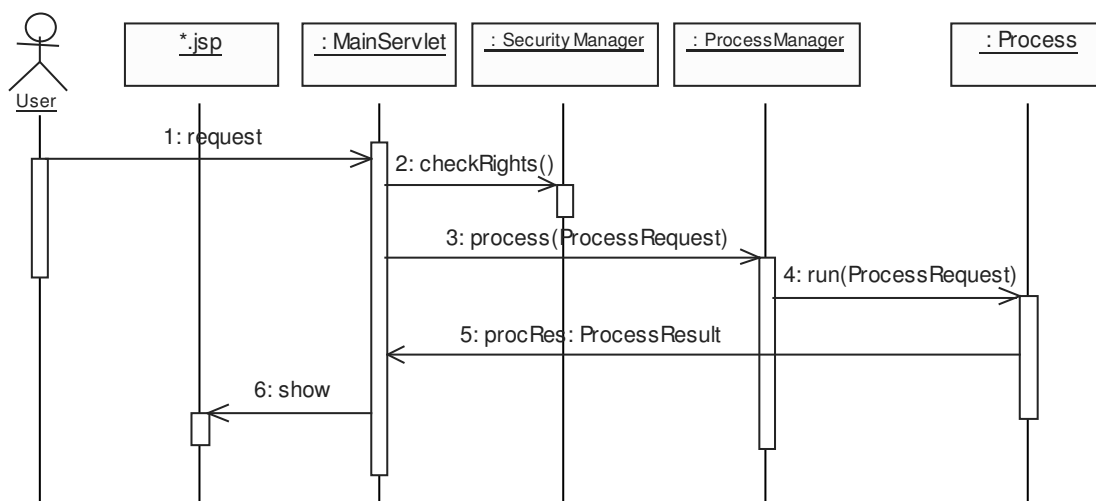 *.jsp
: MainServlet
: Security Manager
: ProcessManager
: Process
User
1: request
2: checkRights()
3: process(ProcessRequest)
4: run(ProcessRequest)
5: procRes: ProcessResult
6: show